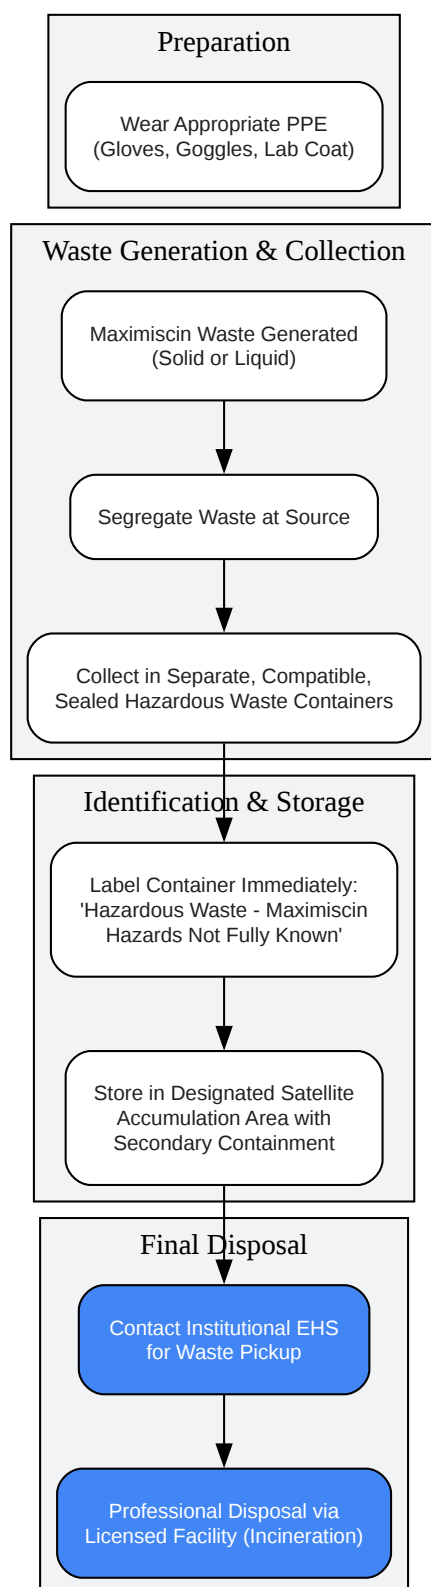 Preparation
Wear Appropriate PPE
(Gloves, Goggles, Lab Coat)
Waste Generation & Collection
Maximiscin Waste Generated
(Solid or Liquid)
Segregate Waste at Source
Collect in Separate, Compatible,
Sealed Hazardous Waste Containers
Identification & Storage
Label Container Immediately:
'Hazardous Waste - Maximiscin
Hazards Not Fully Known'
Store in Designated Satellite
Accumulation Area with
Secondary Containment
Final Disposal
Contact Institutional EHS
for Waste Pickup
Professional Disposal via
Licensed Facility (Incineration)